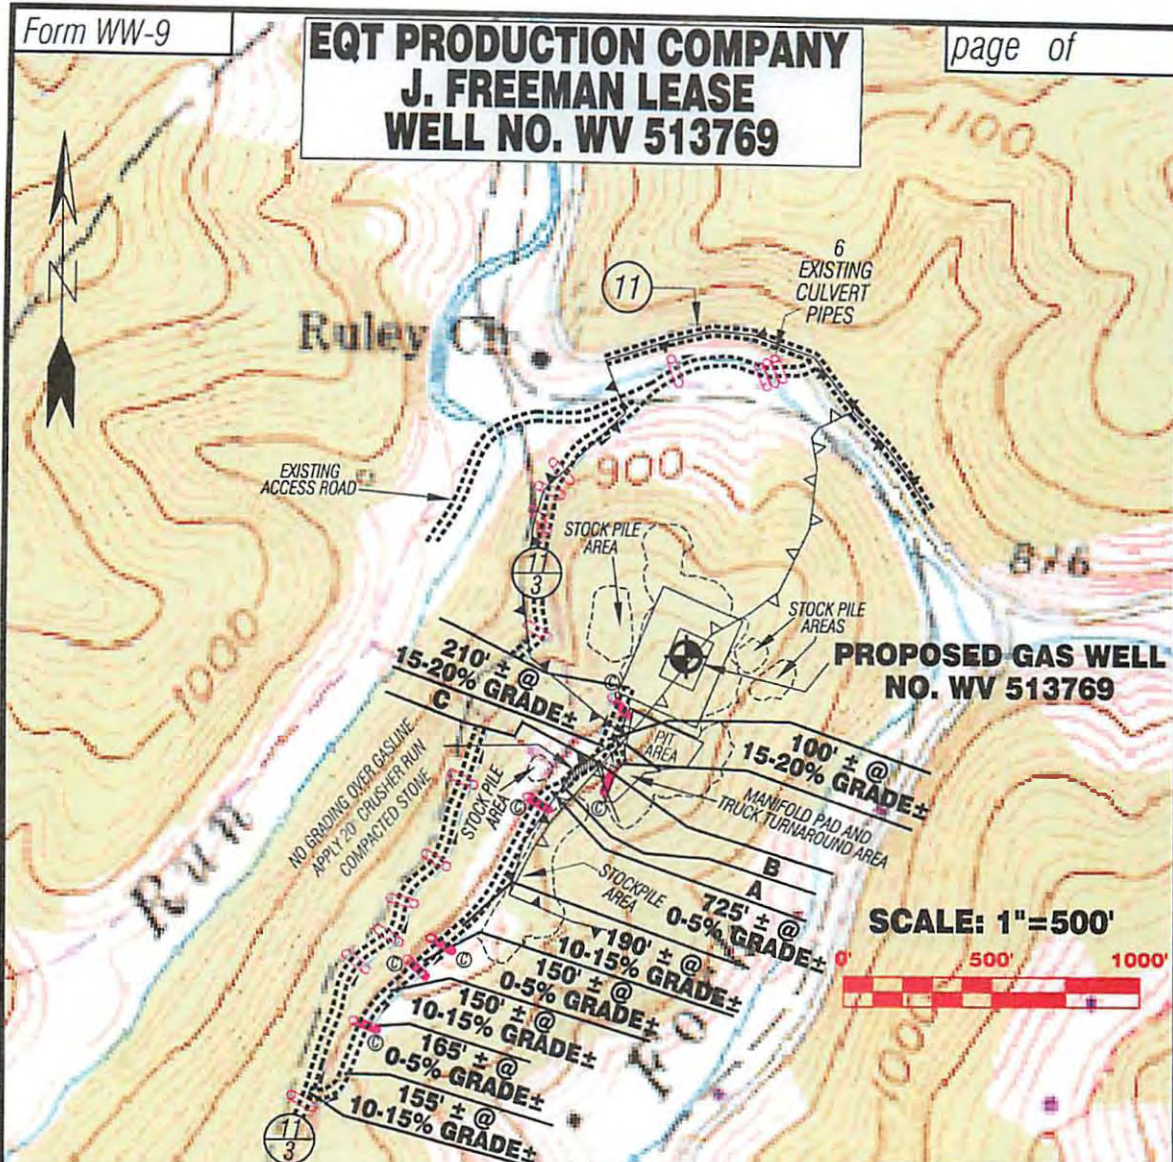 Form WW-9
EQT PRODUCTION COMPANY
J. FREEMAN LEASE
WELL NO. WV 513769
page of
1100
N
6
EXISTING
CULVERT
PIPES
11
Ruley Ch
EXISTING
ACCESS ROAD
900
STOCK PILE
AREA
11
3
816
STOCK PILE
AREAS
1000
PROPOSED GAS WELL
NO. WV 513769
210' ± @
15-20% GRADE±
C
©
PIT
AREA
100' ± @
15-20% GRADE±
NO GRADING OVER GASLINE
APPLY 20' CRUSHER RUN
COMPACTED STONE
STOCK PILE
AREA
©
©
MANIFOLD PAD AND
TRUCK TURNAROUND AREA
B
A
Run
STOCKPILE
AREA
725' ± @
0-5% GRADE±
SCALE: 1"=500'
0' 500' 1000'
190' ± @
10-15% GRADE±
©
©
150' ± @
0-5% GRADE±
150' ± @
10-15% GRADE±
©
Fo
165' ± @
0-5% GRADE±
1000
155' ± @
10-15% GRADE±
11
3